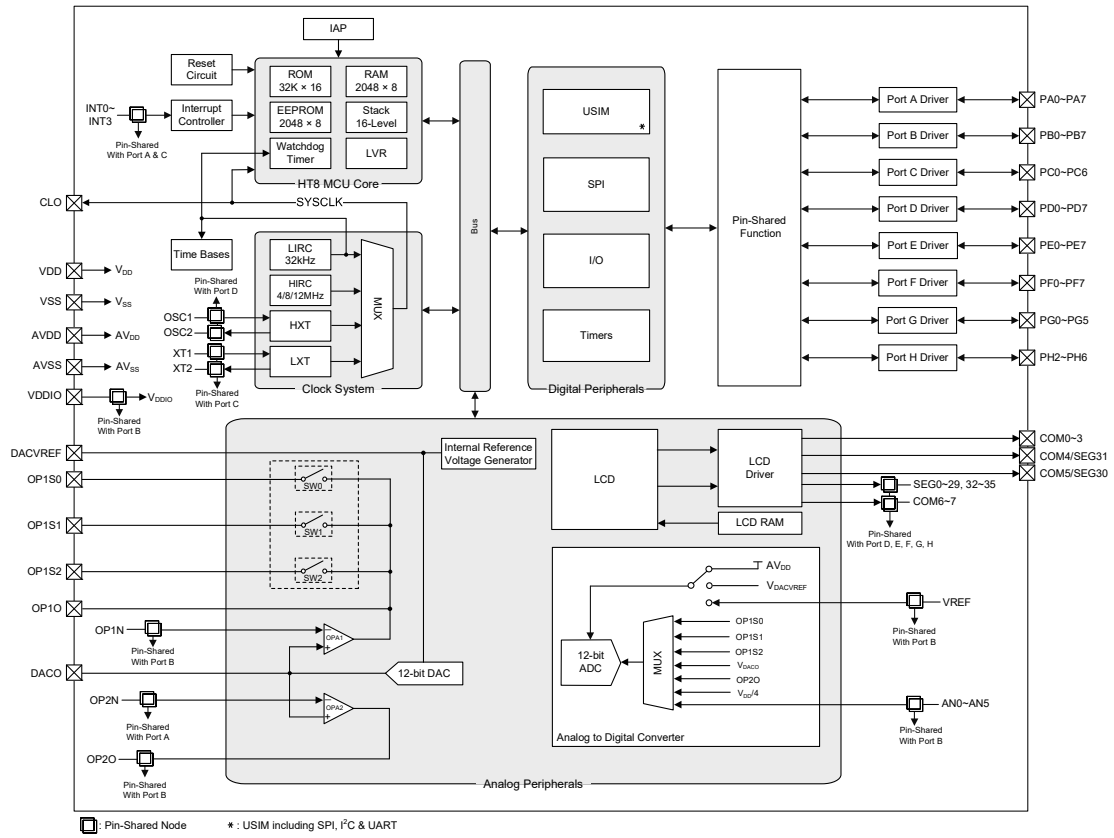 IAP
Reset
Circuit
ROM
32K × 16
RAM
2048 × 8
INT0~
INT3
Interrupt
Controller
EEPROM
2048 × 8
Stack
16-Level
Pin-Shared
With Port A & C
Watchdog
Timer
LVR
HT8 MCU Core
CLO
SYSCLK
Time Bases
LIRC
32kHz
HIRC
4/8/12MHz
HXT
LXT
MUX
Clock System
Pin-Shared
With Port D
OSC1
OSC2
XT1
XT2
Pin-Shared
With Port C
VDD
VDD
VSS
VSS
AVDD
AVDD
AVSS
AVSS
VDDIO
VDDIO
Pin-Shared
With Port B
Bus
USIM
*
SPI
I/O
Timers
Digital Peripherals
Pin-Shared
Function
Port A Driver
PA0~PA7
Port B Driver
PB0~PB7
Port C Driver
PC0~PC6
Port D Driver
PD0~PD7
Port E Driver
PE0~PE7
Port F Driver
PF0~PF7
Port G Driver
PG0~PG5
Port H Driver
PH2~PH6
DACVREF
Internal Reference
Voltage Generator
OP1S0
SW0
OP1S1
SW1
OP1S2
SW2
OP1O
OP1N
Pin-Shared
With Port B
OPA1
DACO
12-bit DAC
OP2N
Pin-Shared
With Port A
OPA2
OP2O
Pin-Shared
With Port B
LCD
LCD
Driver
LCD RAM
COM0~3
COM4/SEG31
COM5/SEG30
SEG0~29, 32~35
COM6~7
Pin-Shared
With Port D, E, F, G, H
AVDD
VDACVREF
VREF
Pin-Shared
With Port B
12-bit
ADC
MUX
OP1S0
OP1S1
OP1S2
VDACO
OP2O
VDD/4
AN0~AN5
Pin-Shared
With Port B
Analog to Digital Converter
Analog Peripherals
: Pin-Shared Node
* : USIM including SPI, I²C & UART